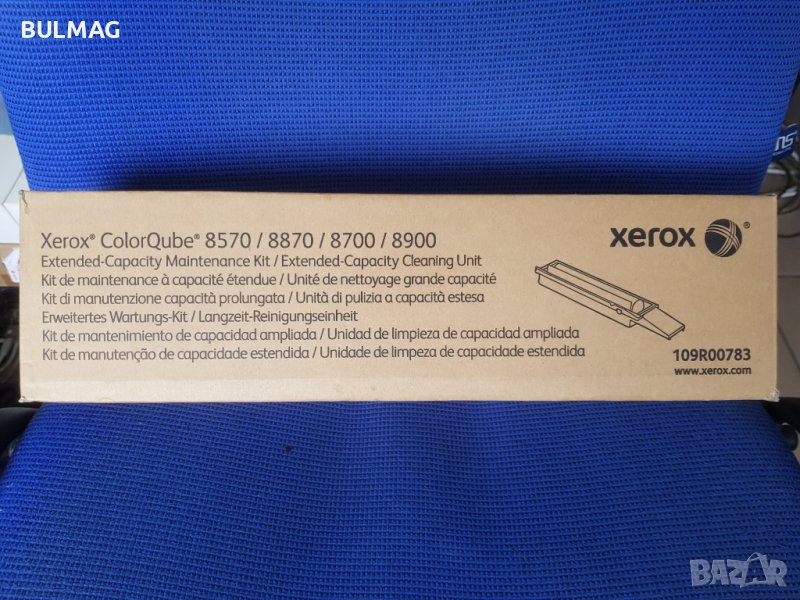 BULMAG
Xerox® ColorQube® 8570 / 8870 / 8700 / 8900
Extended-Capacity Maintenance Kit / Extended-Capacity Cleaning Unit
Kit de maintenance à capacité étendue / Unité de nettoyage grande capacité
Kit di manutenzione capacità prolungata / Unità di pulizia a capacità estesa
Erweitertes Wartungs-Kit / Langzeit-Reinigungseinheit
Kit de mantenimiento de capacidad ampliada / Unidad de limpieza de capacidad ampliada
Kit de manutenção de capacidade estendida / Unidade de limpeza de capacidade estendida
xerox ®
109R00783
www.xerox.com
BAZAR